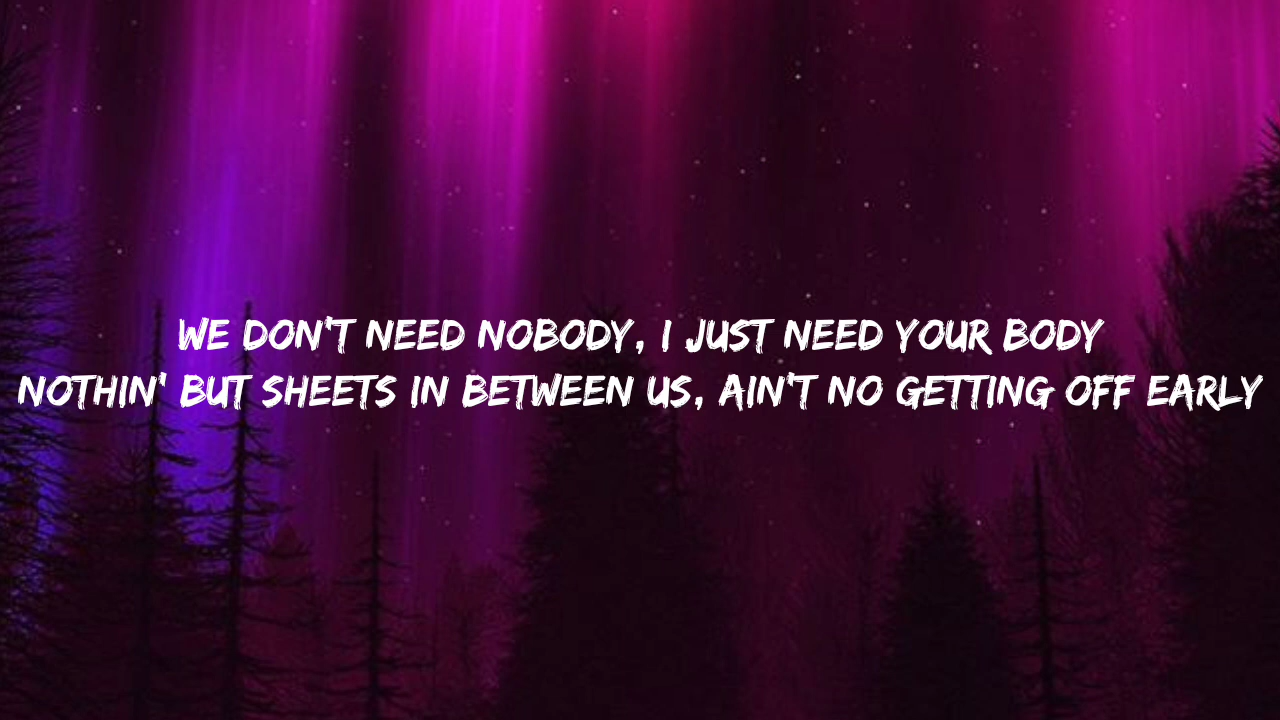 WE DON'T NEED NOBODY, I JUST NEED YOUR BODY
NOTHIN' BUT SHEETS IN BETWEEN US, AIN'T NO GETTING OFF EARLY